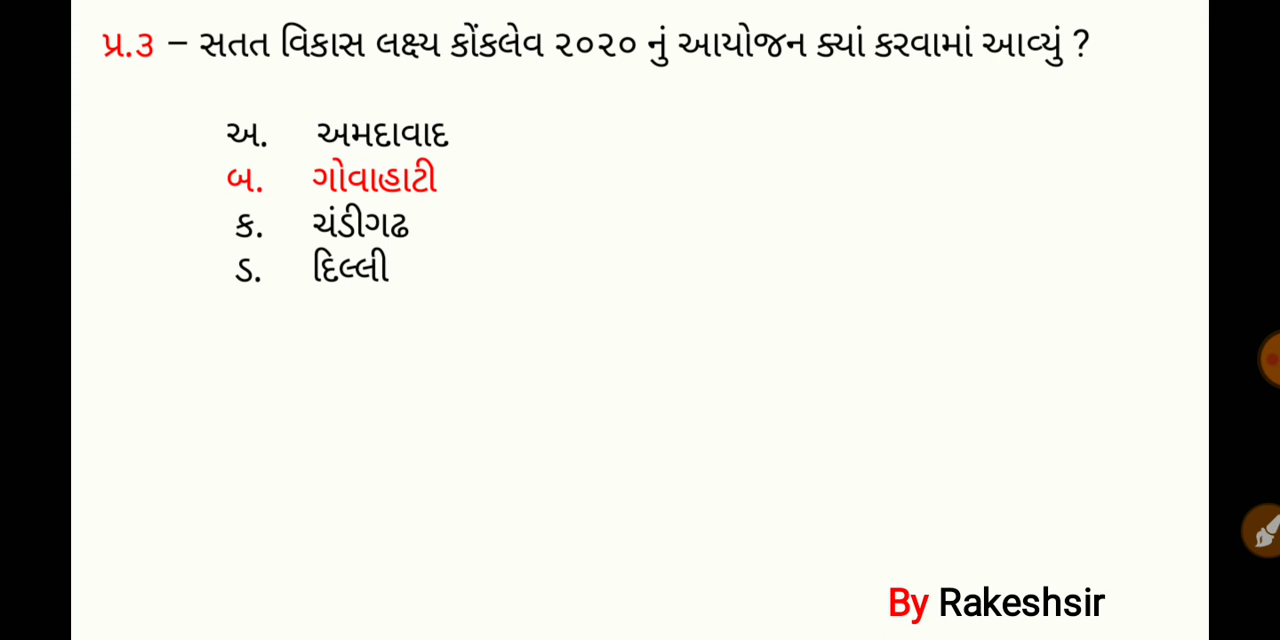 પ્ર.૩ – સતત વિકાસ લક્ષ્ય કોંકલેવ ૨૦૨૦ નું આયોજન ક્યાં કરવામાં આવ્યું ?
અ. અમદાવાદ
બ. ગોવાહાટી
ક. ચંડીગઢ
ડ. દિલ્લી
By Rakeshsir